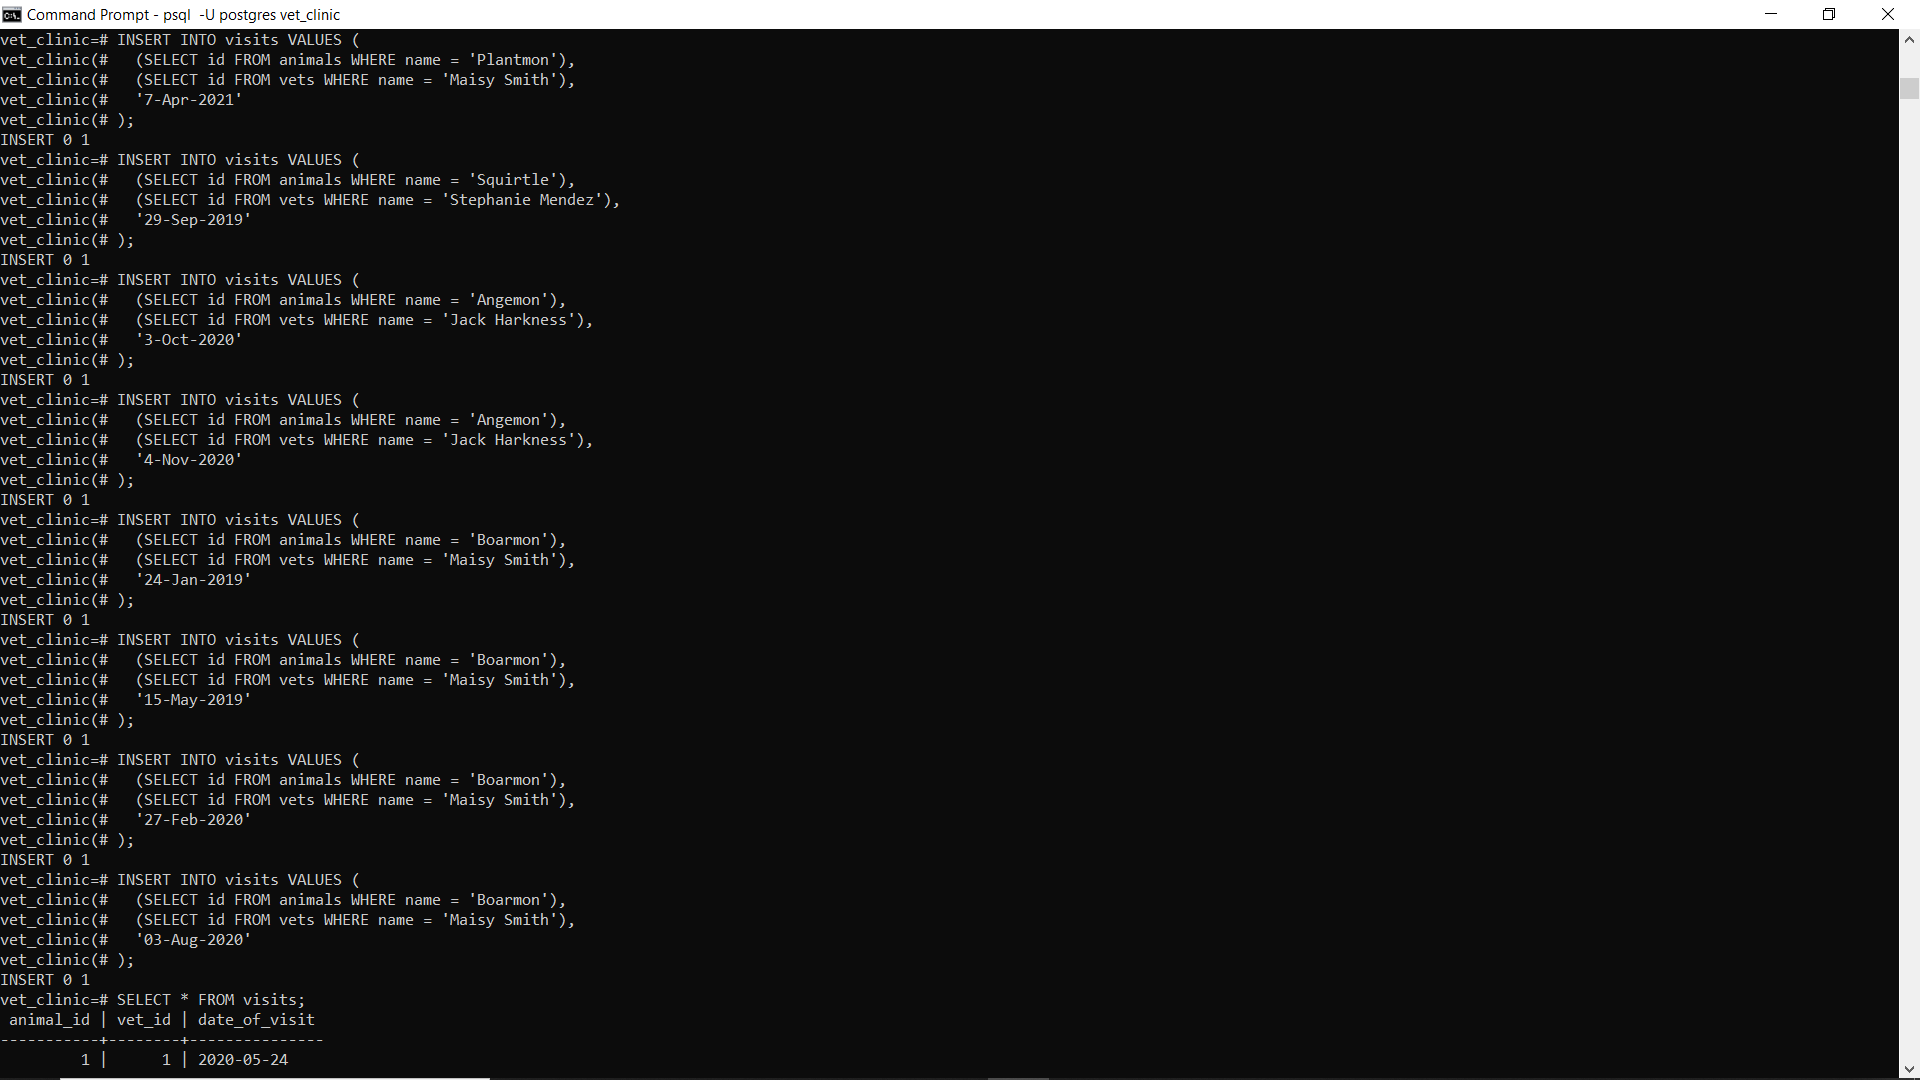 Command Prompt - psql  -U postgres vet_clinic
vet_clinic=# INSERT INTO visits VALUES (
vet_clinic(#   (SELECT id FROM animals WHERE name = 'Plantmon'),
vet_clinic(#   (SELECT id FROM vets WHERE name = 'Maisy Smith'),
vet_clinic(#   '7-Apr-2021'
vet_clinic(# );
INSERT 0 1
vet_clinic=# INSERT INTO visits VALUES (
vet_clinic(#   (SELECT id FROM animals WHERE name = 'Squirtle'),
vet_clinic(#   (SELECT id FROM vets WHERE name = 'Stephanie Mendez'),
vet_clinic(#   '29-Sep-2019'
vet_clinic(# );
INSERT 0 1
vet_clinic=# INSERT INTO visits VALUES (
vet_clinic(#   (SELECT id FROM animals WHERE name = 'Angemon'),
vet_clinic(#   (SELECT id FROM vets WHERE name = 'Jack Harkness'),
vet_clinic(#   '3-Oct-2020'
vet_clinic(# );
INSERT 0 1
vet_clinic=# INSERT INTO visits VALUES (
vet_clinic(#   (SELECT id FROM animals WHERE name = 'Angemon'),
vet_clinic(#   (SELECT id FROM vets WHERE name = 'Jack Harkness'),
vet_clinic(#   '4-Nov-2020'
vet_clinic(# );
INSERT 0 1
vet_clinic=# INSERT INTO visits VALUES (
vet_clinic(#   (SELECT id FROM animals WHERE name = 'Boarmon'),
vet_clinic(#   (SELECT id FROM vets WHERE name = 'Maisy Smith'),
vet_clinic(#   '24-Jan-2019'
vet_clinic(# );
INSERT 0 1
vet_clinic=# INSERT INTO visits VALUES (
vet_clinic(#   (SELECT id FROM animals WHERE name = 'Boarmon'),
vet_clinic(#   (SELECT id FROM vets WHERE name = 'Maisy Smith'),
vet_clinic(#   '15-May-2019'
vet_clinic(# );
INSERT 0 1
vet_clinic=# INSERT INTO visits VALUES (
vet_clinic(#   (SELECT id FROM animals WHERE name = 'Boarmon'),
vet_clinic(#   (SELECT id FROM vets WHERE name = 'Maisy Smith'),
vet_clinic(#   '27-Feb-2020'
vet_clinic(# );
INSERT 0 1
vet_clinic=# INSERT INTO visits VALUES (
vet_clinic(#   (SELECT id FROM animals WHERE name = 'Boarmon'),
vet_clinic(#   (SELECT id FROM vets WHERE name = 'Maisy Smith'),
vet_clinic(#   '03-Aug-2020'
vet_clinic(# );
INSERT 0 1
vet_clinic=# SELECT * FROM visits;
 animal_id | vet_id | date_of_visit
-----------+--------+---------------
         1 |      1 | 2020-05-24